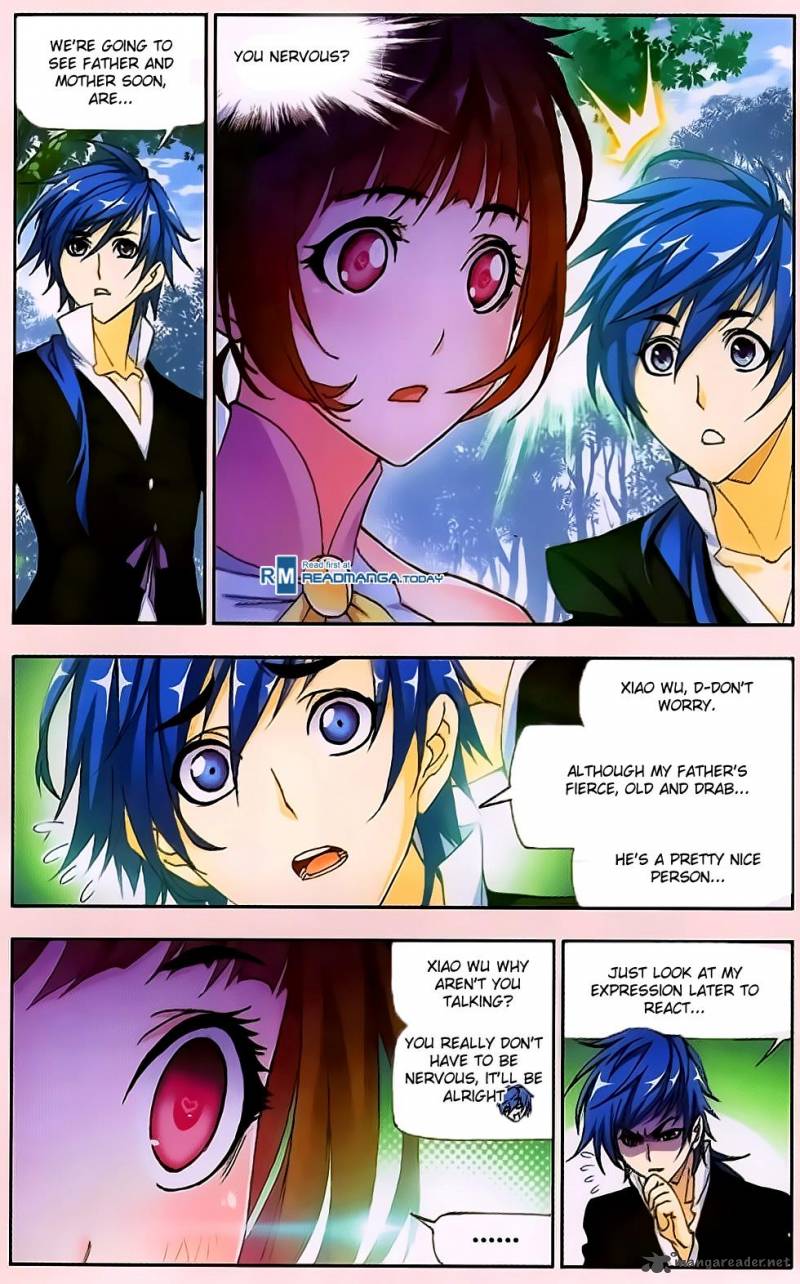 WE'RE GOING TO
SEE FATHER AND
MOTHER SOON,
ARE...
YOU NERVOUS?
RM
Read first at
READMANGA.TODAY
XIAO WU, D-DON'T
WORRY.
ALTHOUGH MY FATHER'S
FIERCE, OLD AND DRAB...
HE'S A PRETTY NICE
PERSON...
XIAO WU WHY
AREN'T YOU
TALKING?
YOU REALLY DON'T
HAVE TO BE
NERVOUS, IT'LL BE
ALRIGHT
......
JUST LOOK AT MY
EXPRESSION LATER TO
REACT...
mangareader.net